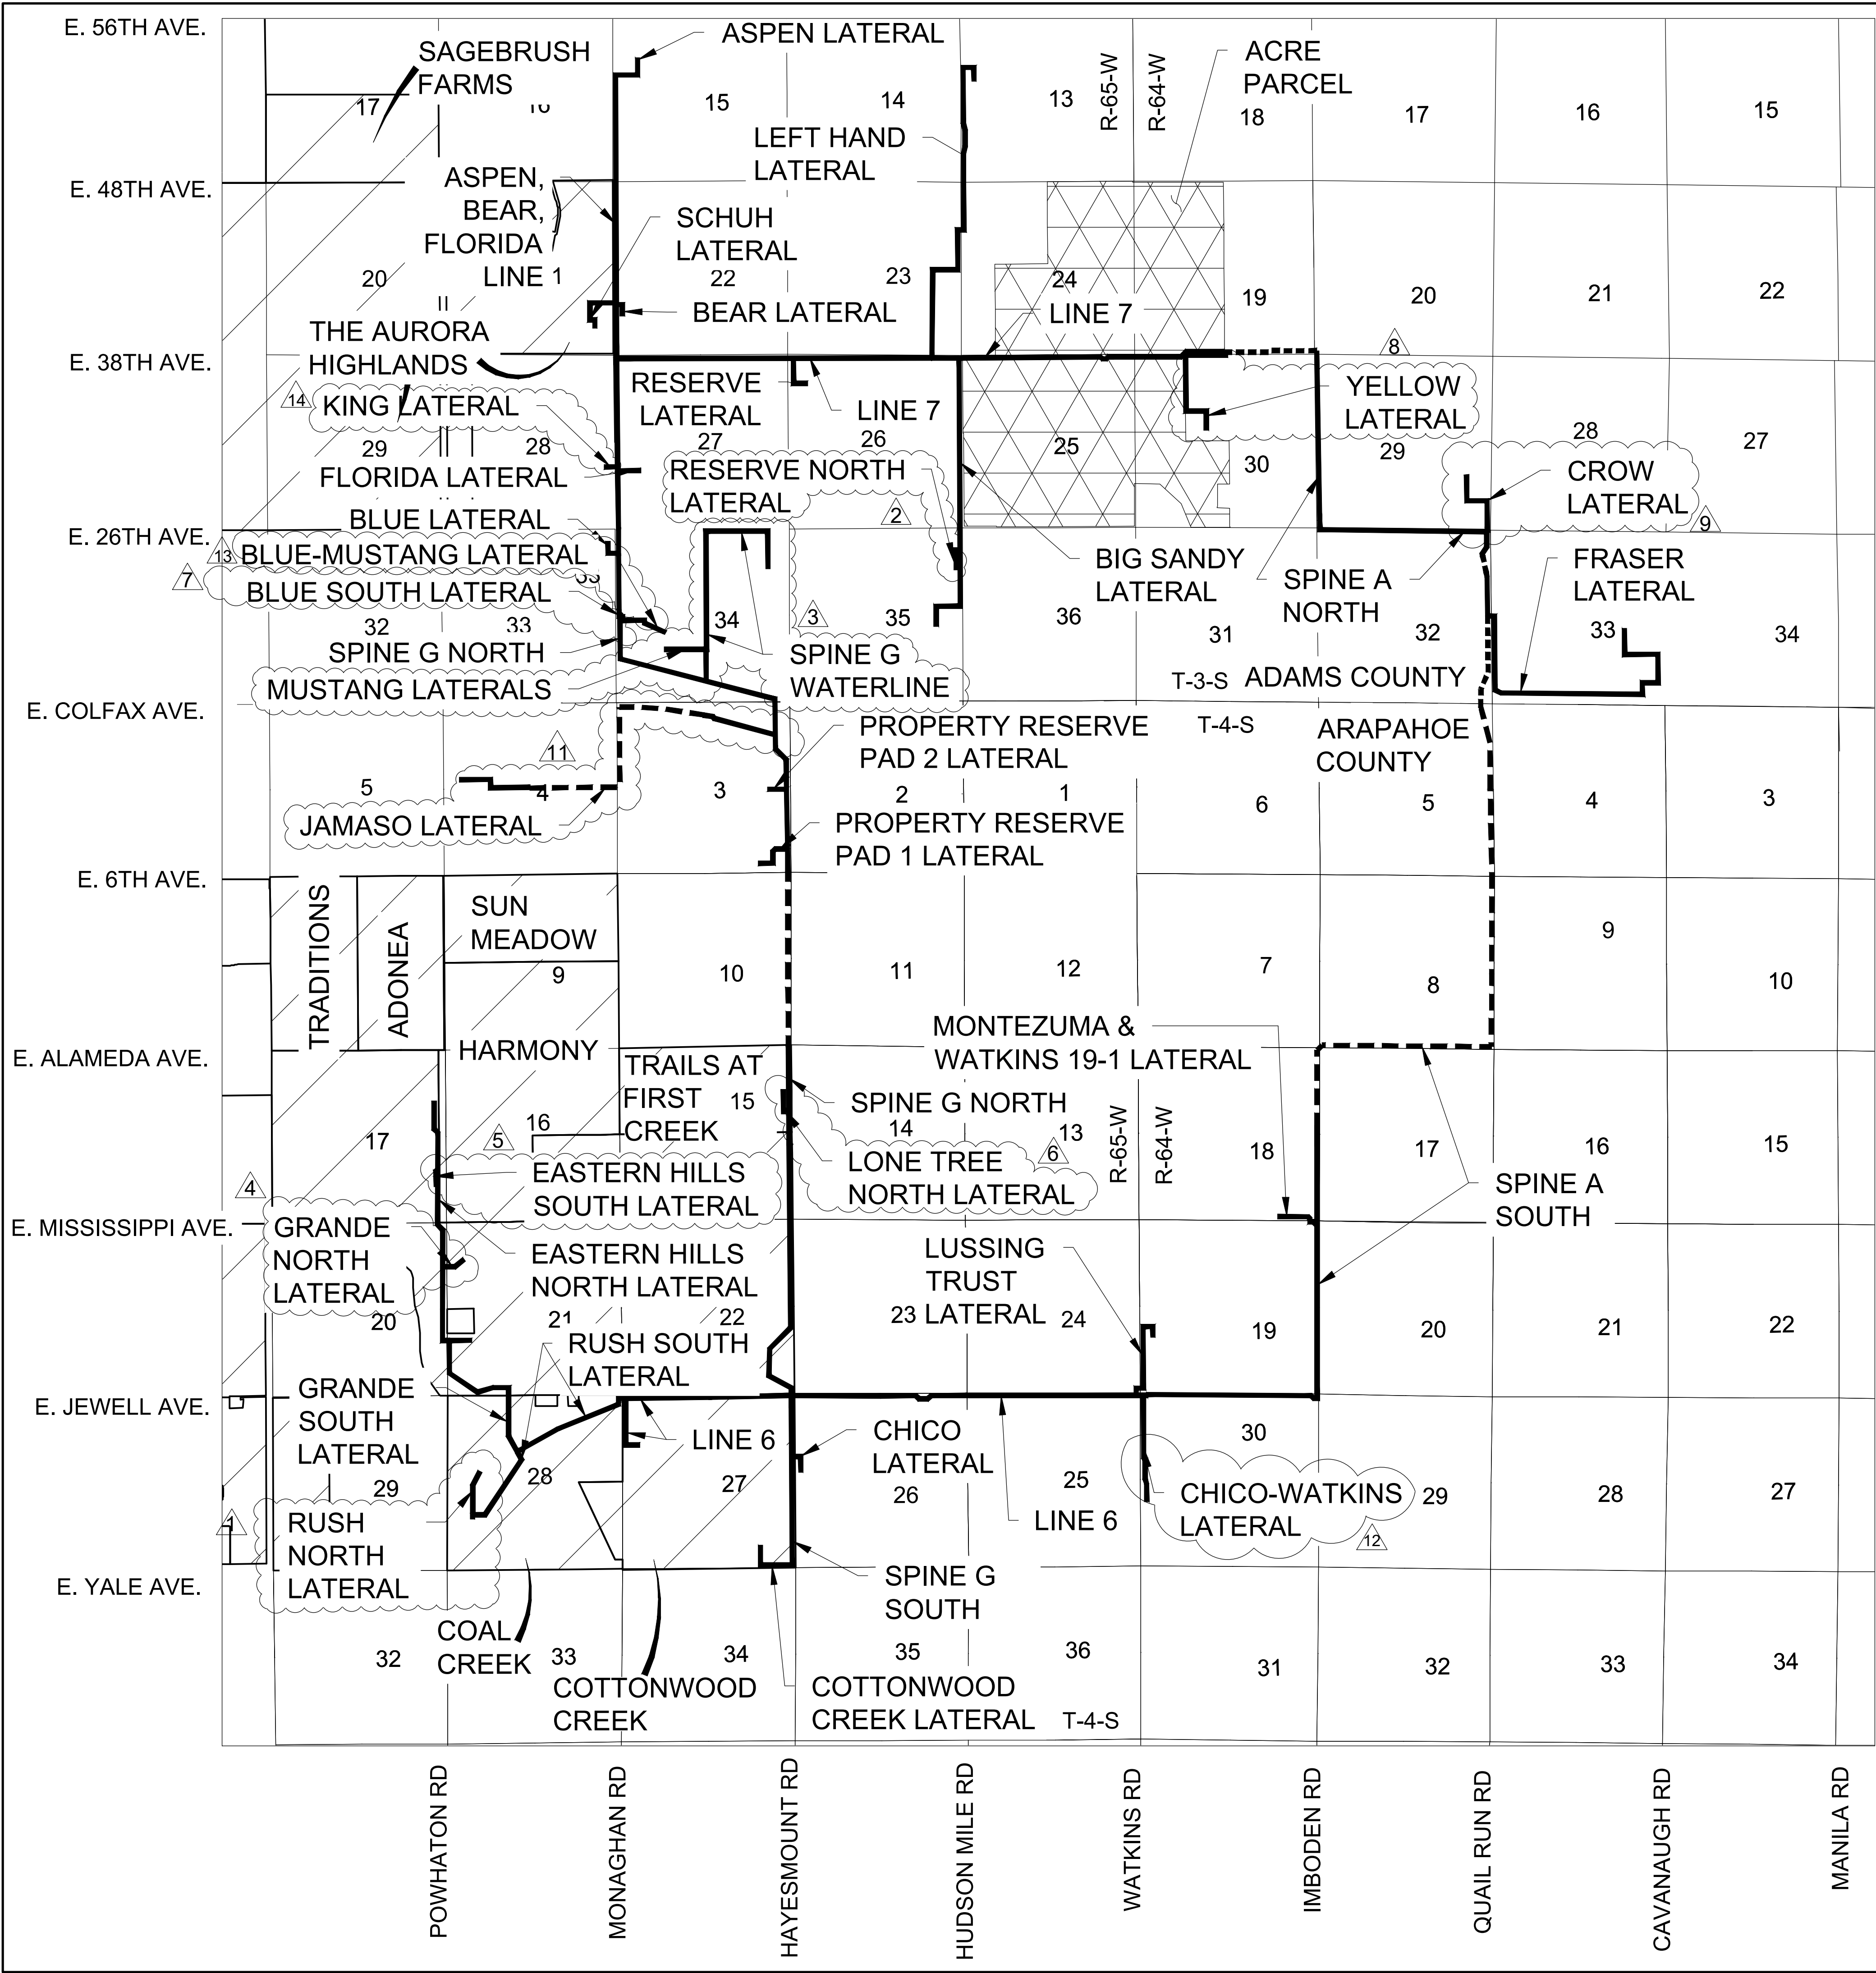 E. 56TH AVE.
SAGEBRUSH
FARMS
ASPEN LATERAL
ACRE
PARCEL
R-65-W
R-64-W
17
15
14
13
18
17
16
15
LEFT HAND
LATERAL
E. 48TH AVE.
ASPEN,
BEAR,
FLORIDA
LINE 1
SCHUH
LATERAL
20
22
23
24
19
20
21
22
BEAR LATERAL
LINE 7
THE AURORA
HIGHLANDS
E. 38TH AVE.
8
RESERVE
LATERAL
LINE 7
YELLOW
LATERAL
14
KING LATERAL
29
28
27
26
25
30
29
28
27
FLORIDA LATERAL
RESERVE NORTH
LATERAL
2
CROW
LATERAL
9
BLUE LATERAL
E. 26TH AVE.
13
BLUE-MUSTANG LATERAL
7
BLUE SOUTH LATERAL
33
BIG SANDY
LATERAL
SPINE A
NORTH
FRASER
LATERAL
32
33
34
3
35
36
31
32
33
34
SPINE G NORTH
SPINE G
WATERLINE
MUSTANG LATERALS
T-3-S
ADAMS COUNTY
E. COLFAX AVE.
T-4-S
ARAPAHOE
COUNTY
PROPERTY RESERVE
PAD 2 LATERAL
11
5
4
3
2
1
6
5
4
3
JAMASO LATERAL
PROPERTY RESERVE
PAD 1 LATERAL
E. 6TH AVE.
TRADITIONS
ADONEA
SUN
MEADOW
9
10
11
12
7
8
9
10
MONTEZUMA &
WATKINS 19-1 LATERAL
E. ALAMEDA AVE.
HARMONY
TRAILS AT
FIRST
CREEK
SPINE G NORTH
R-65-W
R-64-W
17
5
16
15
14
13
18
17
16
15
6
LONE TREE
NORTH LATERAL
EASTERN HILLS
SOUTH LATERAL
SPINE A
SOUTH
4
E. MISSISSIPPI AVE.
GRANDE
NORTH
LATERAL
EASTERN HILLS
NORTH LATERAL
LUSSING
TRUST
LATERAL
20
21
22
23
24
19
20
21
22
RUSH SOUTH
LATERAL
E. JEWELL AVE.
GRANDE
SOUTH
LATERAL
LINE 6
CHICO
LATERAL
29
28
27
26
25
30
29
28
27
LINE 6
CHICO-WATKINS
LATERAL
12
1
RUSH
NORTH
LATERAL
E. YALE AVE.
SPINE G
SOUTH
COAL
CREEK
32
33
34
35
36
31
32
33
34
COTTONWOOD
CREEK
COTTONWOOD
CREEK LATERAL
T-4-S
POWHATON RD
MONAGHAN RD
HAYESMOUNT RD
HUDSON MILE RD
WATKINS RD
IMBODEN RD
QUAIL RUN RD
CAVANAUGH RD
MANILA RD